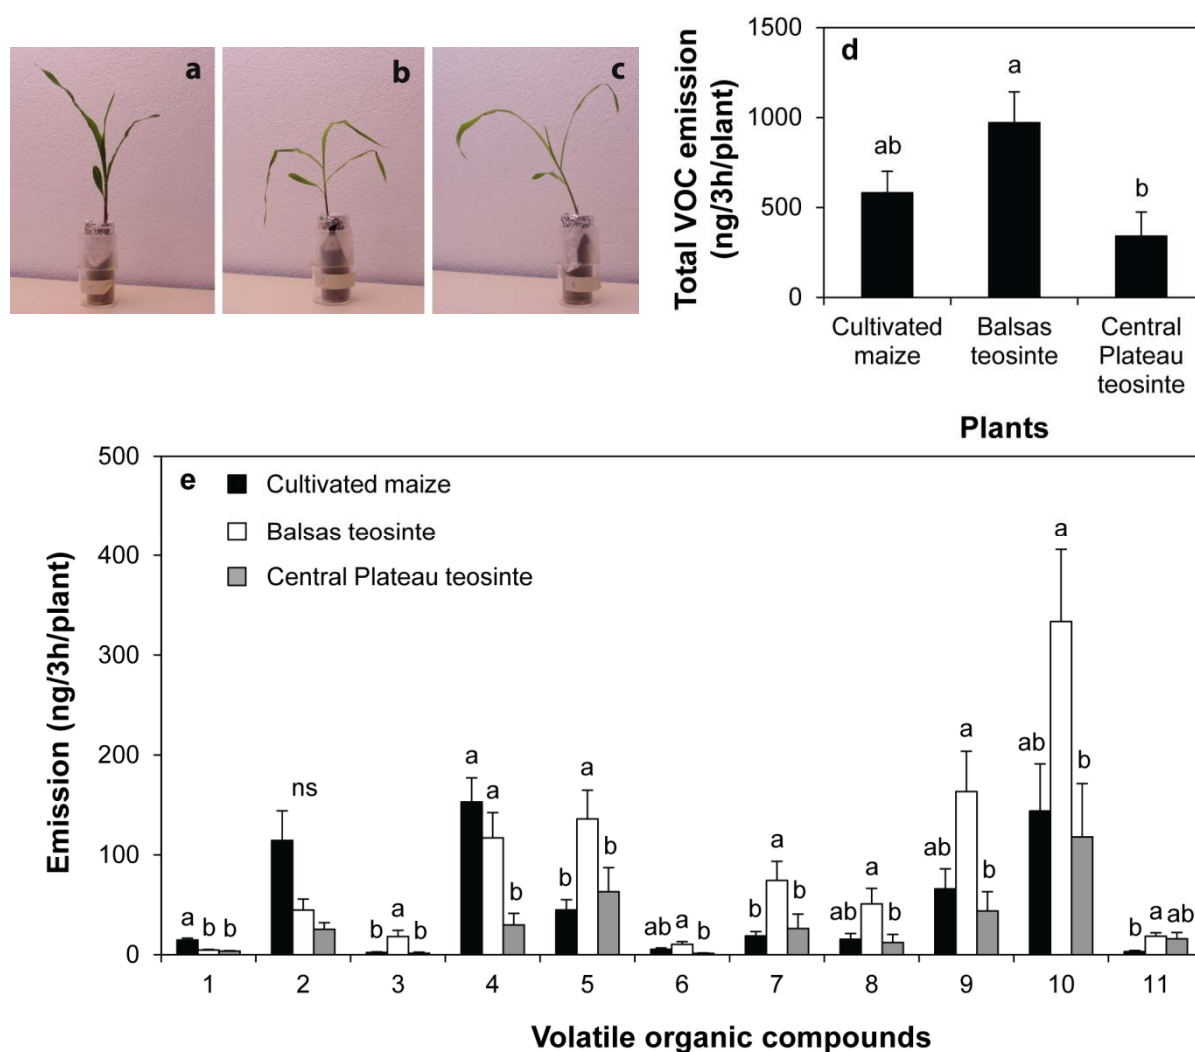 a
b
c
d
Total VOC emission
(ng/3h/plant)
1500
1000
500
0
ab
a
b
Cultivated
maize
Balsas
teosinte
Central
Plateau
teosinte
Plants
e
Cultivated maize
Balsas teosinte
Central Plateau teosinte
Emission (ng/3h/plant)
500
400
300
200
100
0
a b b
ns
b a b
a a b
b a b
ab a b
b a b
ab a b
ab a b
ab a b
b a ab
1 2 3 4 5 6 7 8 9 10 11
Volatile organic compounds